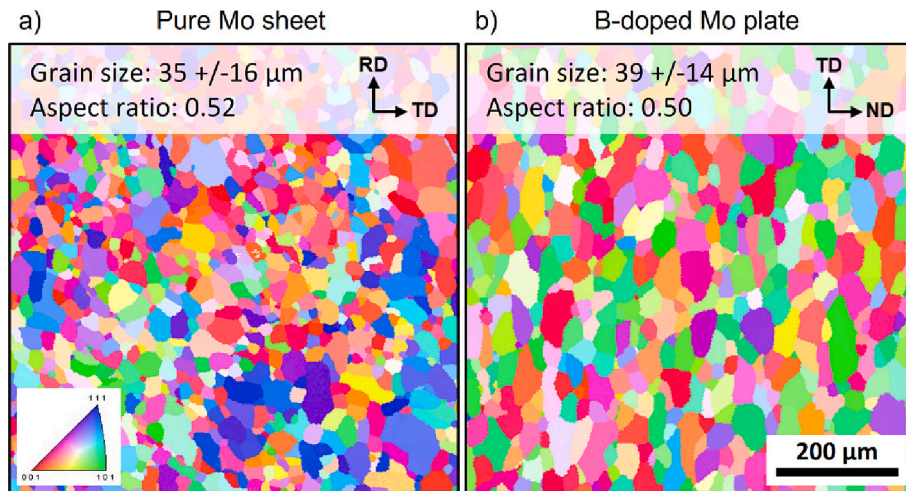 a) Pure Mo sheet
Grain size: 35 +/-16 µm
Aspect ratio: 0.52
RD
TD
111
001 101
b) B-doped Mo plate
Grain size: 39 +/-14 µm
Aspect ratio: 0.50
TD
ND
200 µm